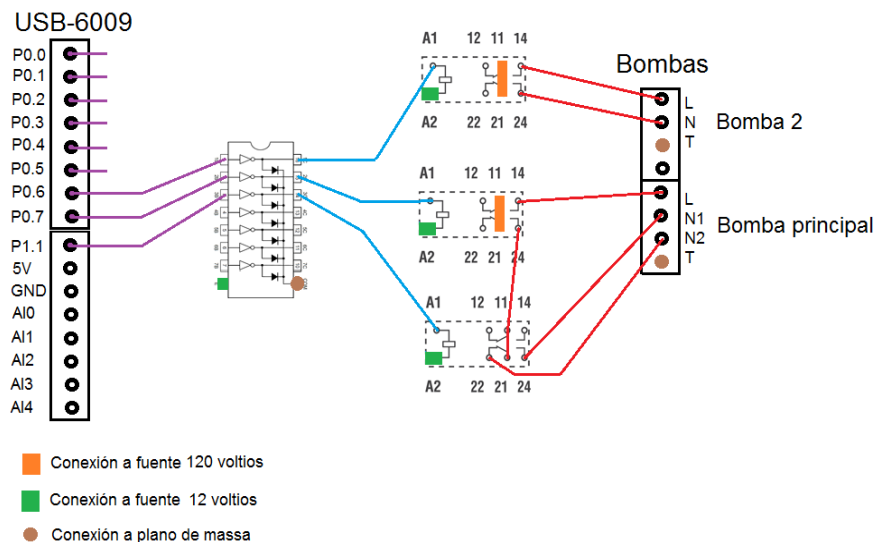 USB-6009
P0.0
P0.1
P0.2
P0.3
P0.4
P0.5
P0.6
P0.7
P1.1
5V
GND
AI0
AI1
AI2
AI3
AI4
A1 12 11 14
A2 22 21 24
A1 12 11 14
A2 22 21 24
A1 12 11 14
A2 22 21 24
Bombas
L
N Bomba 2
T
L
N1 Bomba principal
N2
T
Conexión a fuente 120 voltios
Conexión a fuente 12 voltios
Conexión a plano de massa